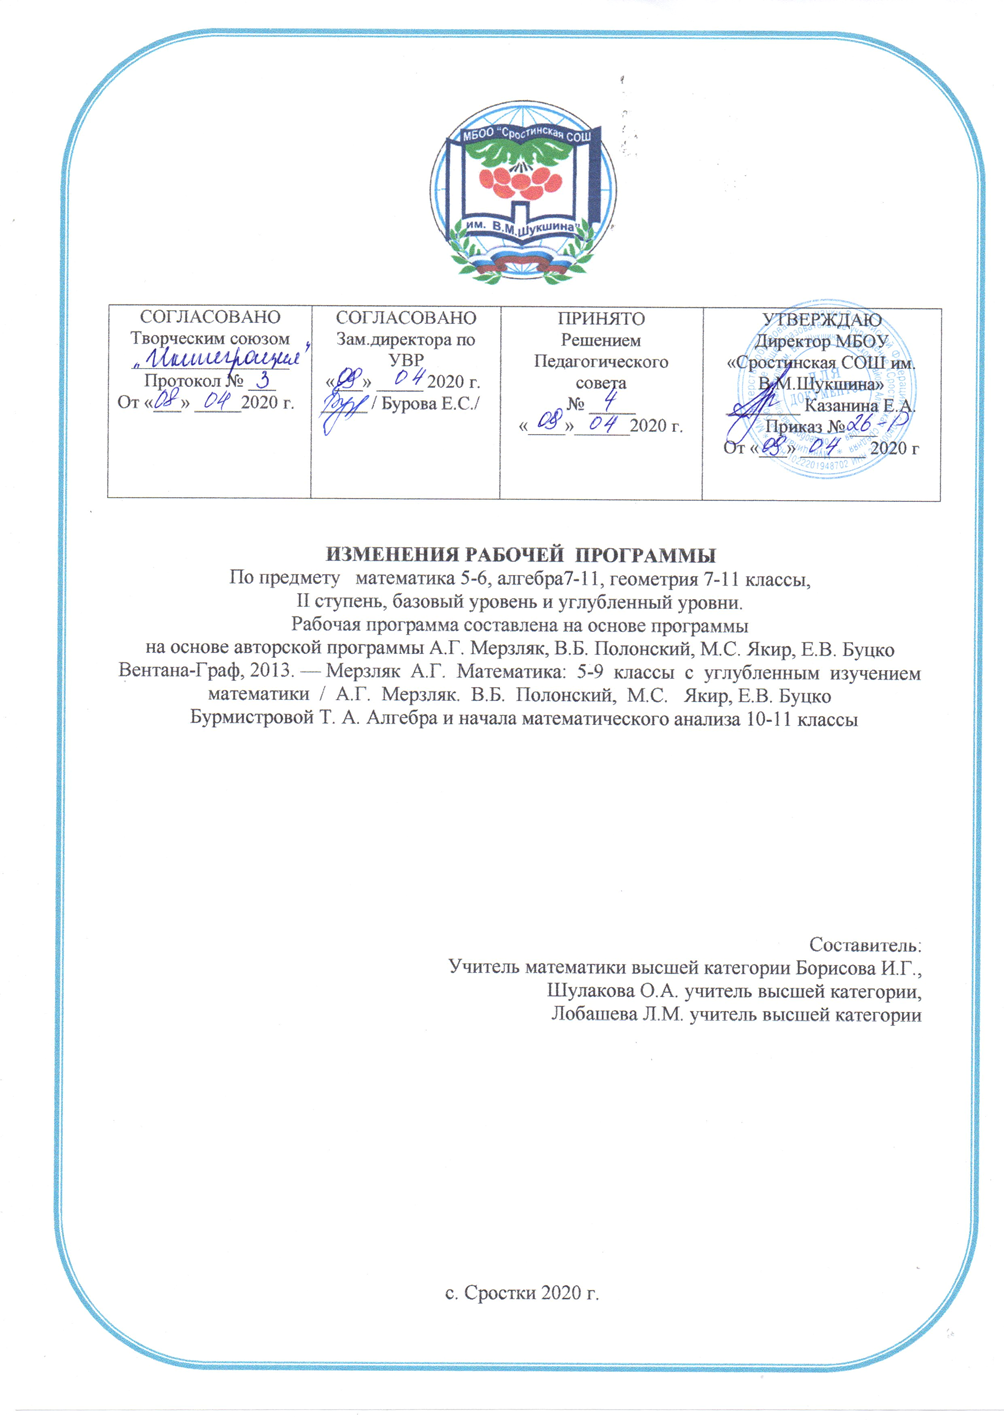 МБОО "Сростинская СОШ
им. В.М.Шукшина"
СОГЛАСОВАНО
Творческим союзом
„Интеграция"
Протокол № 3
От «08» 04 2020 г.
СОГЛАСОВАНО
Зам.директора по
УВР
«09» 04 2020 г.
/ Бурова Е.С./
ПРИНЯТО
Решением
Педагогического
совета
№ 4
«09» 04 2020 г.
УТВЕРЖДАЮ
Директор МБОУ
«Сростинская СОШ им.
В.М.Шукшина»
Казанина Е.А.
Приказ № 26-Р
От «09» 04 2020 г
ДЛЯ
ДОКУМЕНТОВ
ИЗМЕНЕНИЯ РАБОЧЕЙ ПРОГРАММЫ
По предмету математика 5-6, алгебра7-11, геометрия 7-11 классы,
II ступень, базовый уровень и углубленный уровни.
Рабочая программа составлена на основе программы
на основе авторской программы А.Г. Мерзляк, В.Б. Полонский, М.С. Якир, Е.В. Буцко
Вентана-Граф, 2013. — Мерзляк А.Г. Математика: 5-9 классы с углубленным изучением
математики / А.Г. Мерзляк. В.Б. Полонский, М.С. Якир, Е.В. Буцко
Бурмистровой Т. А. Алгебра и начала математического анализа 10-11 классы
Составитель:
Учитель математики высшей категории Борисова И.Г.,
Шулакова О.А. учитель высшей категории,
Лобашева Л.М. учитель высшей категории
с. Сростки 2020 г.